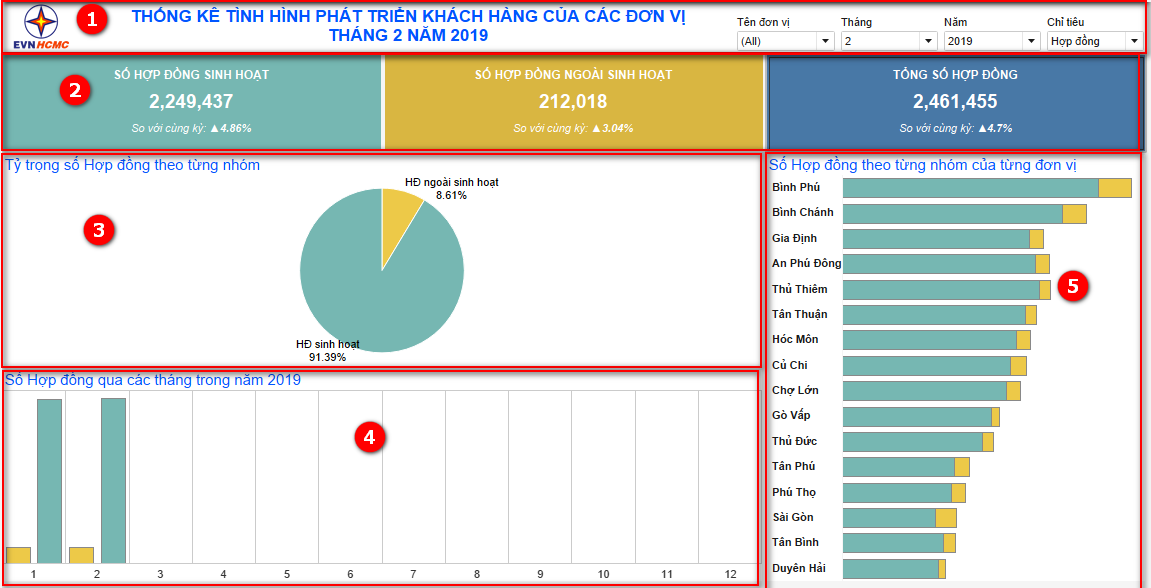 1
THỐNG KÊ TÌNH HÌNH PHÁT TRIỂN KHÁCH HÀNG CỦA CÁC ĐƠN VỊ
THÁNG 2 NĂM 2019
EVNHCMC
Tên đơn vị
Tháng
Năm
Chỉ tiêu
(All)
2
2019
Hợp đồng
2
SỐ HỢP ĐỒNG SINH HOẠT
2,249,437
So với cùng kỳ: ▲4.86%
SỐ HỢP ĐỒNG NGOÀI SINH HOẠT
212,018
So với cùng kỳ: ▲3.04%
TỔNG SỐ HỢP ĐỒNG
2,461,455
So với cùng kỳ: ▲4.7%
Tỷ trọng số Hợp đồng theo từng nhóm
3
HĐ ngoài sinh hoạt
8.61%
HĐ sinh hoạt
91.39%
Số Hợp đồng qua các tháng trong năm 2019
4
1 2 3 4 5 6 7 8 9 10 11 12
Số Hợp đồng theo từng nhóm của từng đơn vị
5
Bình Phú
Bình Chánh
Gia Định
An Phú Đông
Thủ Thiêm
Tân Thuận
Hóc Môn
Củ Chi
Chợ Lớn
Gò Vấp
Thủ Đức
Tân Phú
Phú Thọ
Sài Gòn
Tân Bình
Duyên Hải